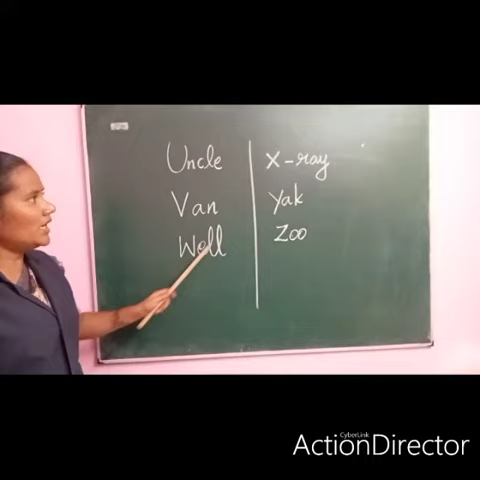 Uncle
Van
Well
X-ray
Yak
Zoo
CyberLink
ActionDirector